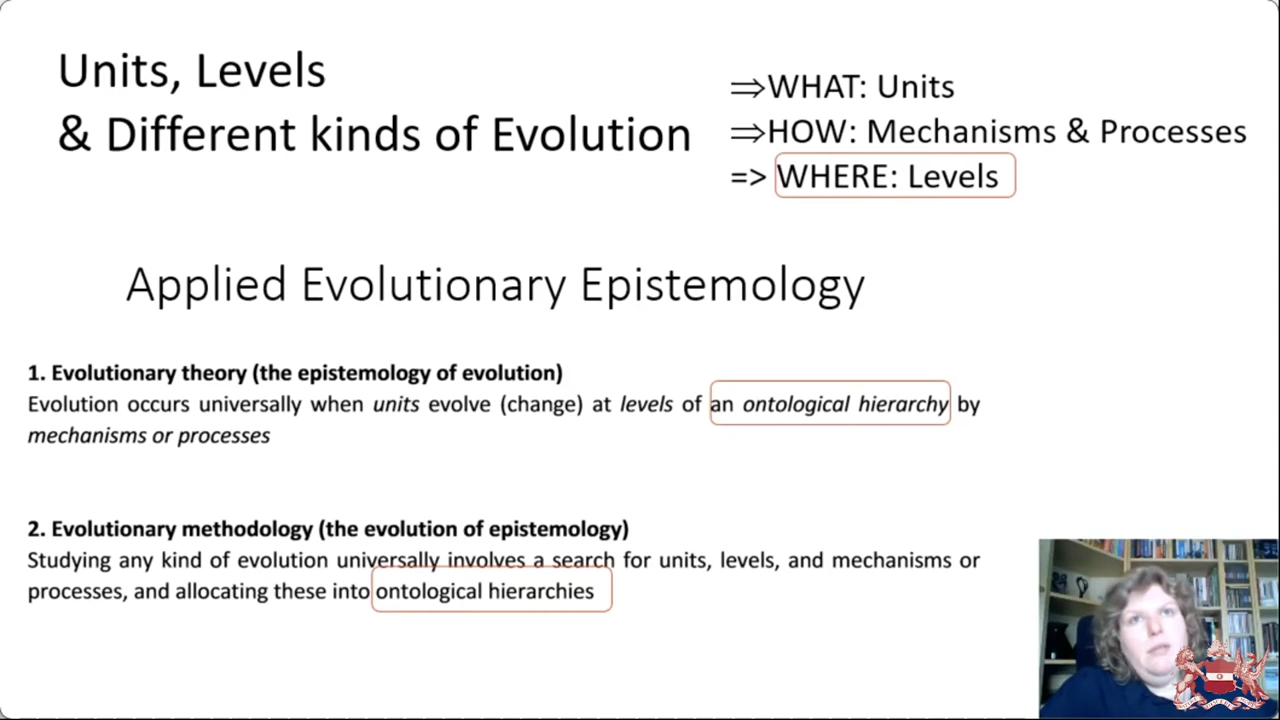 Units, Levels
& Different kinds of Evolution
⇒WHAT: Units
⇒HOW: Mechanisms & Processes
=> WHERE: Levels
Applied Evolutionary Epistemology
1. Evolutionary theory (the epistemology of evolution)
Evolution occurs universally when units evolve (change) at levels of an ontological hierarchy by
mechanisms or processes
2. Evolutionary methodology (the evolution of epistemology)
Studying any kind of evolution universally involves a search for units, levels, and mechanisms or
processes, and allocating these into ontological hierarchies